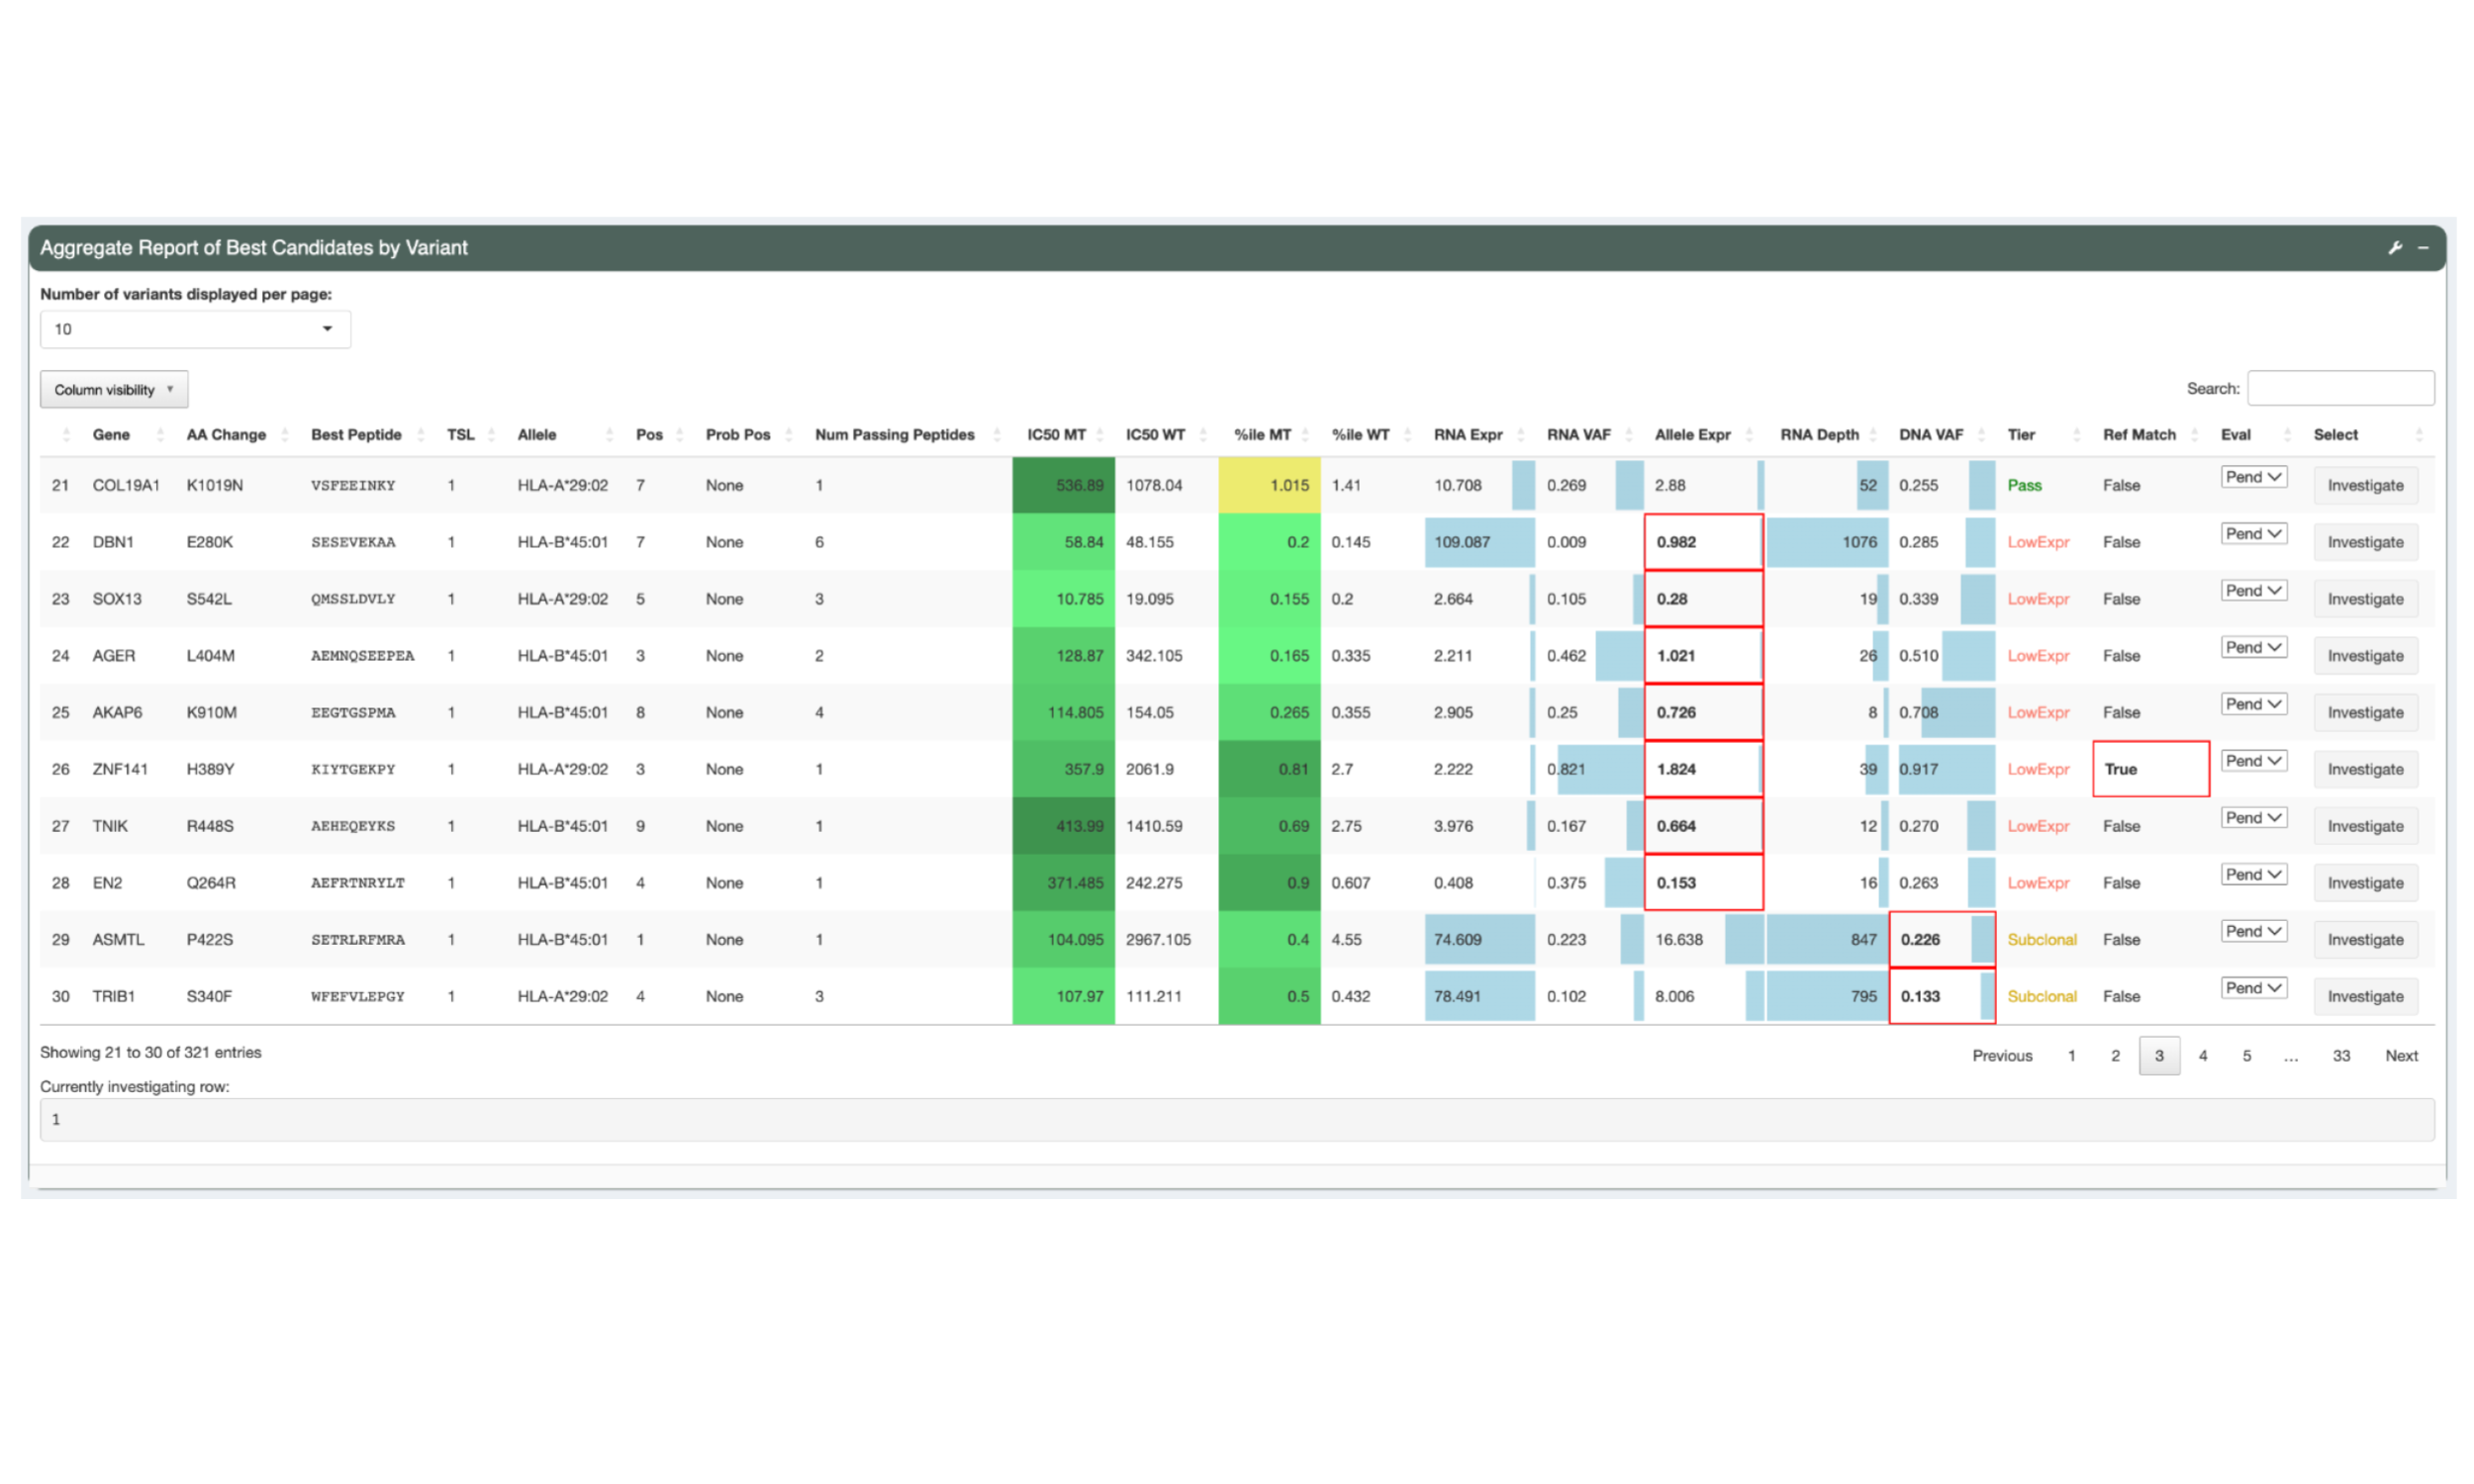 Aggregate Report of Best Candidates by Variant
Number of variants displayed per page:
10
Column visibility
Search:
Gene AA Change Best Peptide TSL Allele Pos Prob Pos Num Passing Peptides IC50 MT IC50 WT %ile MT %ile WT RNA Expr RNA VAF Allele Expr RNA Depth DNA VAF Tier Ref Match Eval Select
21 COL19A1 K1019N VSFEEINKY 1 HLA-A*29:02 7 None 1 536.89 1078.04 1.015 1.41 10.708 0.269 2.88 52 0.255 Pass False Pend Investigate
22 DBN1 E280K SESEVEKAA 1 HLA-B*45:01 7 None 6 58.84 48.155 0.2 0.145 109.087 0.009 0.982 1076 0.285 LowExpr False Pend Investigate
23 SOX13 S542L QMSSLDVLY 1 HLA-A*29:02 5 None 3 10.785 19.095 0.155 0.2 2.664 0.105 0.28 19 0.339 LowExpr False Pend Investigate
24 AGER L404M AEMNQSEEPEA 1 HLA-B*45:01 3 None 2 128.87 342.105 0.165 0.335 2.211 0.462 1.021 26 0.510 LowExpr False Pend Investigate
25 AKAP6 K910M EEGTGSPMA 1 HLA-B*45:01 8 None 4 114.805 154.05 0.265 0.355 2.905 0.25 0.726 8 0.708 LowExpr False Pend Investigate
26 ZNF141 H389Y KIYTGEKPY 1 HLA-A*29:02 3 None 1 357.9 2061.9 0.81 2.7 2.222 0.821 1.824 39 0.917 LowExpr True Pend Investigate
27 TNIK R448S AEHEQEYKS 1 HLA-B*45:01 9 None 1 413.99 1410.59 0.69 2.75 3.976 0.167 0.664 12 0.270 LowExpr False Pend Investigate
28 EN2 Q264R AEFRTNRYLT 1 HLA-B*45:01 4 None 1 371.485 242.275 0.9 0.607 0.408 0.375 0.153 16 0.263 LowExpr False Pend Investigate
29 ASMTL P422S SETRLRFMRA 1 HLA-B*45:01 1 None 1 104.095 2967.105 0.4 4.55 74.609 0.223 16.638 847 0.226 Subclonal False Pend Investigate
30 TRIB1 S340F WFEFVLEPGY 1 HLA-A*29:02 4 None 3 107.97 111.211 0.5 0.432 78.491 0.102 8.006 795 0.133 Subclonal False Pend Investigate
Showing 21 to 30 of 321 entries
Previous 1 2 3 4 5 ... 33 Next
Currently investigating row:
1